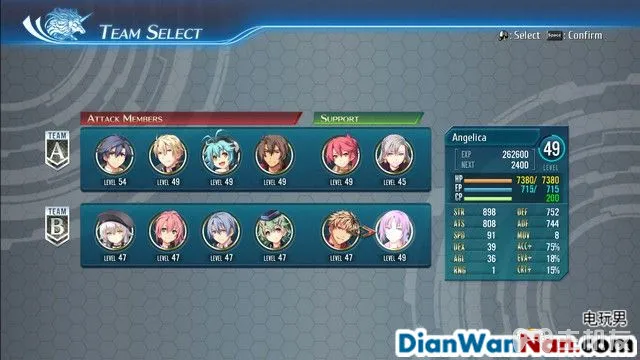 TEAM SELECT
: Select Space : Confirm
ATTACK MEMBERS SUPPORT
TEAM
A
LEVEL 54 LEVEL 49 LEVEL 49 LEVEL 49 LEVEL 49 LEVEL 45
TEAM
B
LEVEL 47 LEVEL 47 LEVEL 47 LEVEL 47 LEVEL 47 LEVEL 49
Angelica
EXP 262600
NEXT 2400
49
LEVEL
HP 7380/ 7380
EP 715/ 715
CP 200
STR 898 DEF 752
ATS 808 ADF 744
SPD 91 MOV 8
DEX 39 ACC+ 75%
AGI 36 EVA+ 18%
RNG 1 CRT+ 15%
电玩男
DianWanNan.com